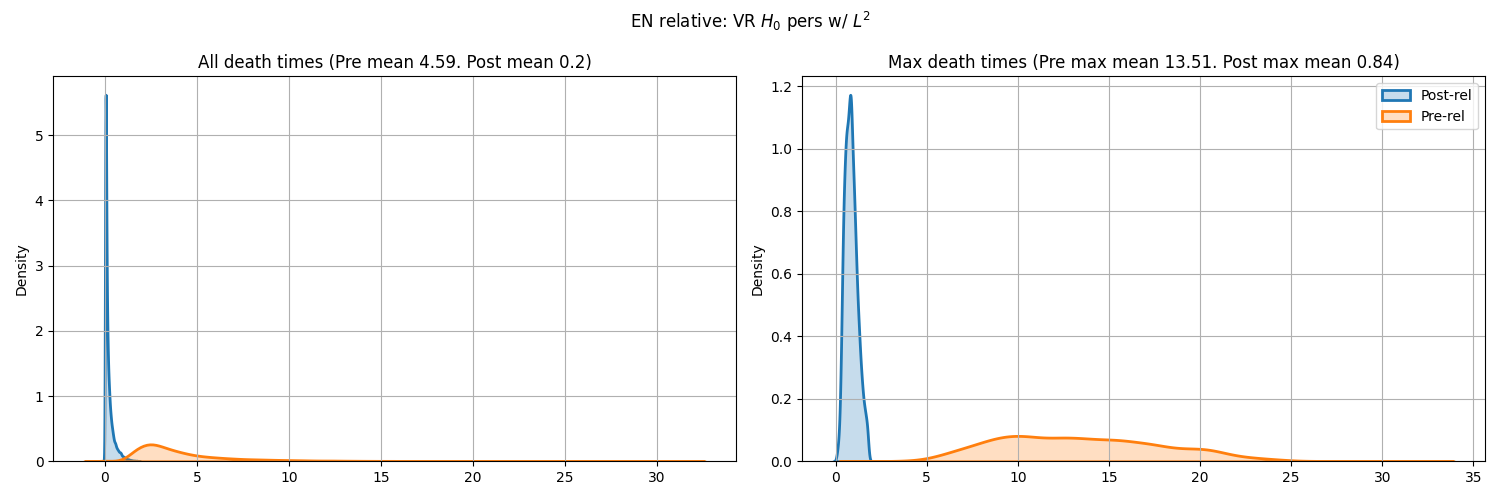 EN relative: VR $H_0$ pers w/ $L^2$
All death times (Pre mean 4.59. Post mean 0.2)
Density
5
4
3
2
1
0
0 5 10 15 20 25 30
Max death times (Pre max mean 13.51. Post max mean 0.84)
Post-rel
Pre-rel
Density
1.2
1.0
0.8
0.6
0.4
0.2
0.0
0 5 10 15 20 25 30 35